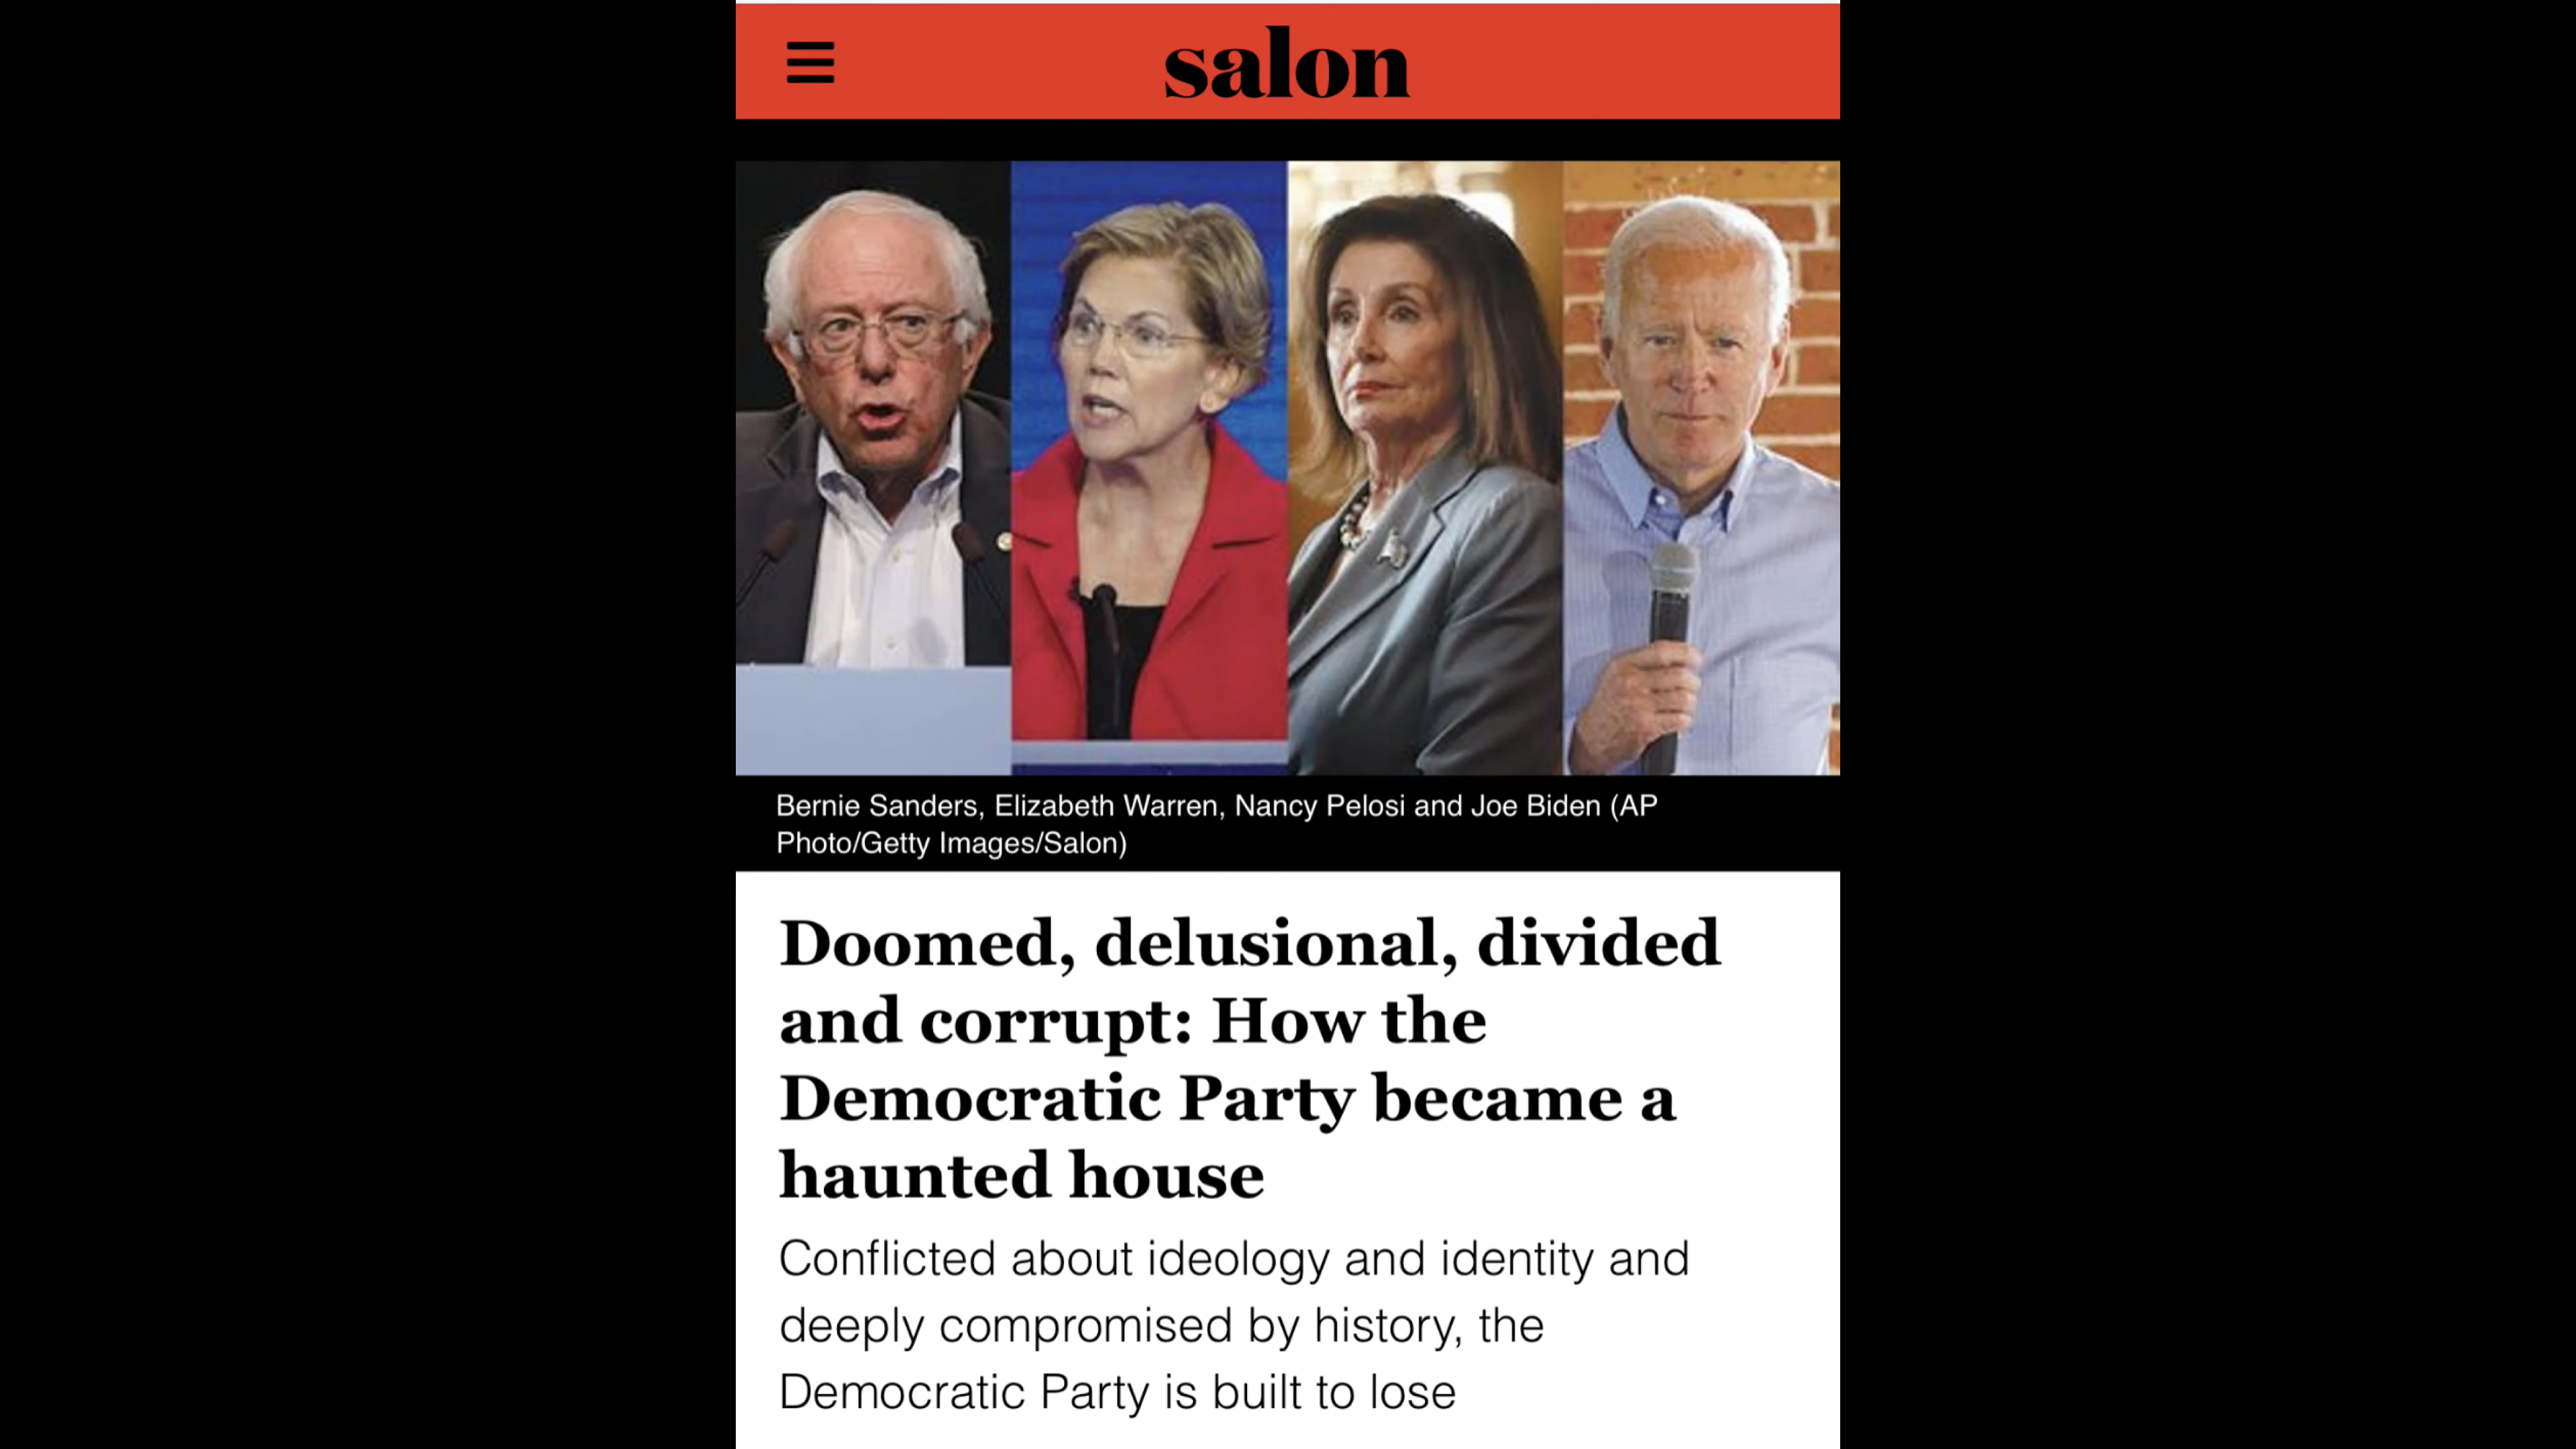 salon
Bernie Sanders, Elizabeth Warren, Nancy Pelosi and Joe Biden (AP
Photo/Getty Images/Salon)
Doomed, delusional, divided
and corrupt: How the
Democratic Party became a
haunted house
Conflicted about ideology and identity and
deeply compromised by history, the
Democratic Party is built to lose